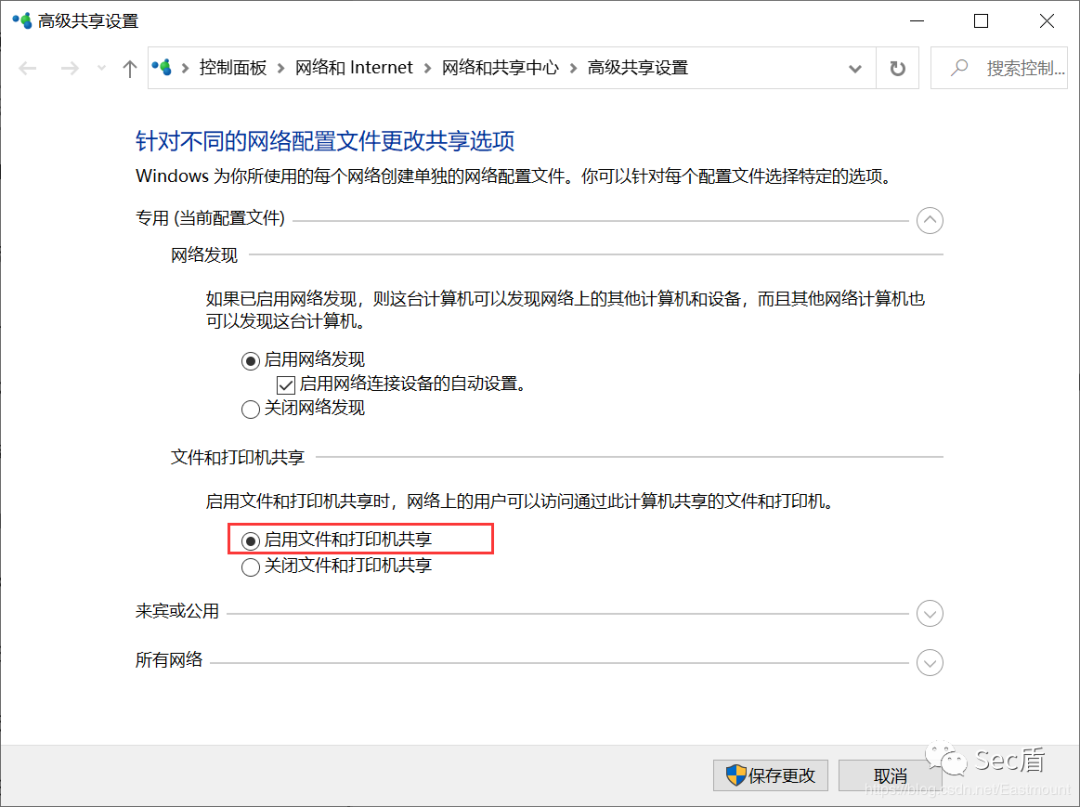 高级共享设置
控制面板 > 网络和 Internet > 网络和共享中心 > 高级共享设置
搜索控制...
针对不同的网络配置文件更改共享选项
Windows 为你所使用的每个网络创建单独的网络配置文件。你可以针对每个配置文件选择特定的选项。
专用 (当前配置文件)
网络发现
如果已启用网络发现，则这台计算机可以发现网络上的其他计算机和设备，而且其他网络计算机也
可以发现这台计算机。
启用网络发现
启用网络连接设备的自动设置。
关闭网络发现
文件和打印机共享
启用文件和打印机共享时，网络上的用户可以访问通过此计算机共享的文件和打印机。
启用文件和打印机共享
关闭文件和打印机共享
来宾或公用
所有网络
保存更改
取消
Sec盾
https://blog.csdn.net/Eastmount